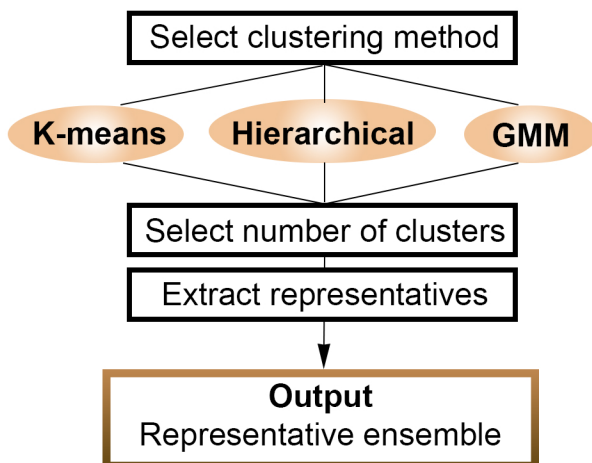 Select clustering method
K-means
Hierarchical
GMM
Select number of clusters
Extract representatives
Output
Representative ensemble